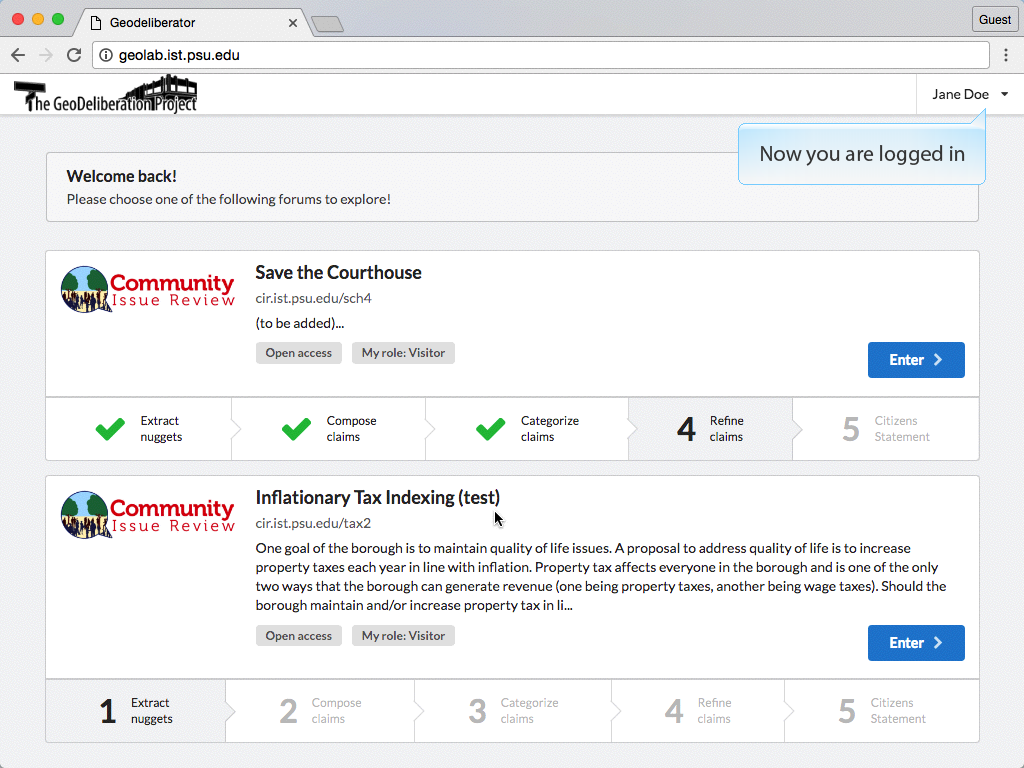 Geodeliberator
Guest
geolab.ist.psu.edu
The GeoDeliberation Project
Jane Doe
Now you are logged in
Welcome back!
Please choose one of the following forums to explore!
Community
Issue Review
Save the Courthouse
cir.ist.psu.edu/sch4
(to be added)...
Open access
My role: Visitor
Enter
Extract
nuggets
Compose
claims
Categorize
claims
4
Refine
claims
5
Citizens
Statement
Community
Issue Review
Inflationary Tax Indexing (test)
cir.ist.psu.edu/tax2
One goal of the borough is to maintain quality of life issues. A proposal to address quality of life is to increase
property taxes each year in line with inflation. Property tax affects everyone in the borough and is one of the only
two ways that the borough can generate revenue (one being property taxes, another being wage taxes). Should the
borough maintain and/or increase property tax in li...
Open access
My role: Visitor
Enter
1
Extract
nuggets
2
Compose
claims
3
Categorize
claims
4
Refine
claims
5
Citizens
Statement